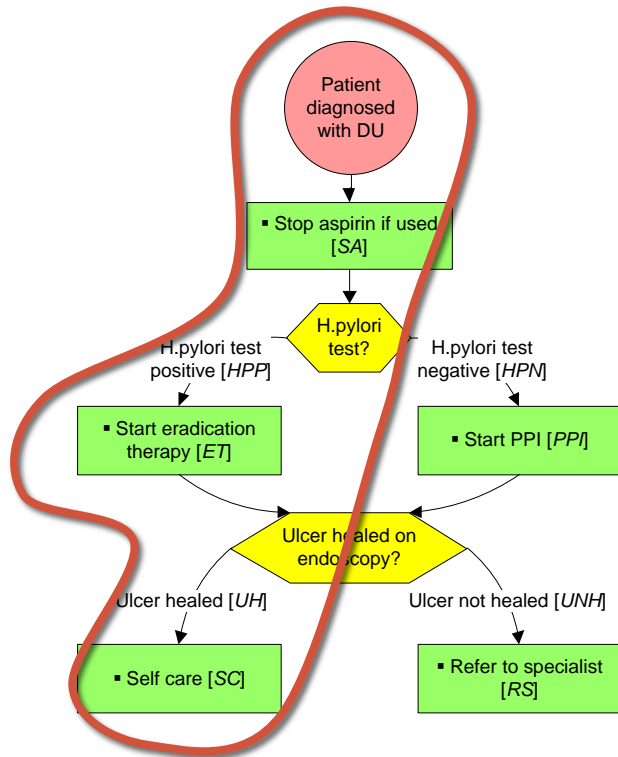 Patient
diagnosed
with DU
▪ Stop aspirin if used
[SA]
H.pylori
test?
H.pylori test
positive [HPP]
H.pylori test
negative [HPN]
▪ Start eradication
therapy [ET]
▪ Start PPI [PPI]
Ulcer healed on
endoscopy?
Ulcer healed [UH]
Ulcer not healed [UNH]
▪ Self care [SC]
▪ Refer to specialist
[RS]